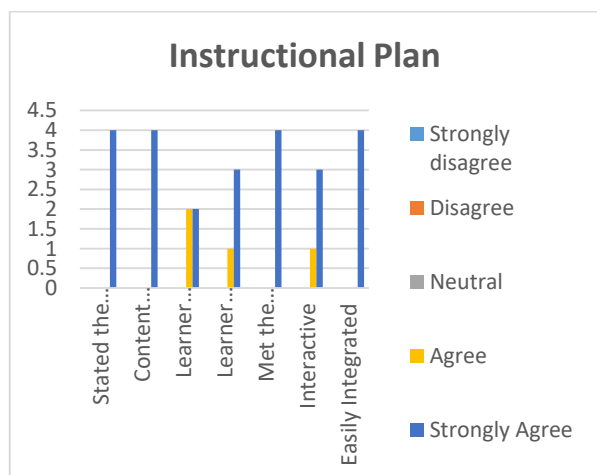 Instructional Plan
4.5
4
3.5
3
2.5
2
1.5
1
0.5
0
Stated the…
Content…
Learner…
Learner…
Met the…
Interactive
Easily Integrated
Strongly
disagree
Disagree
Neutral
Agree
Strongly Agree